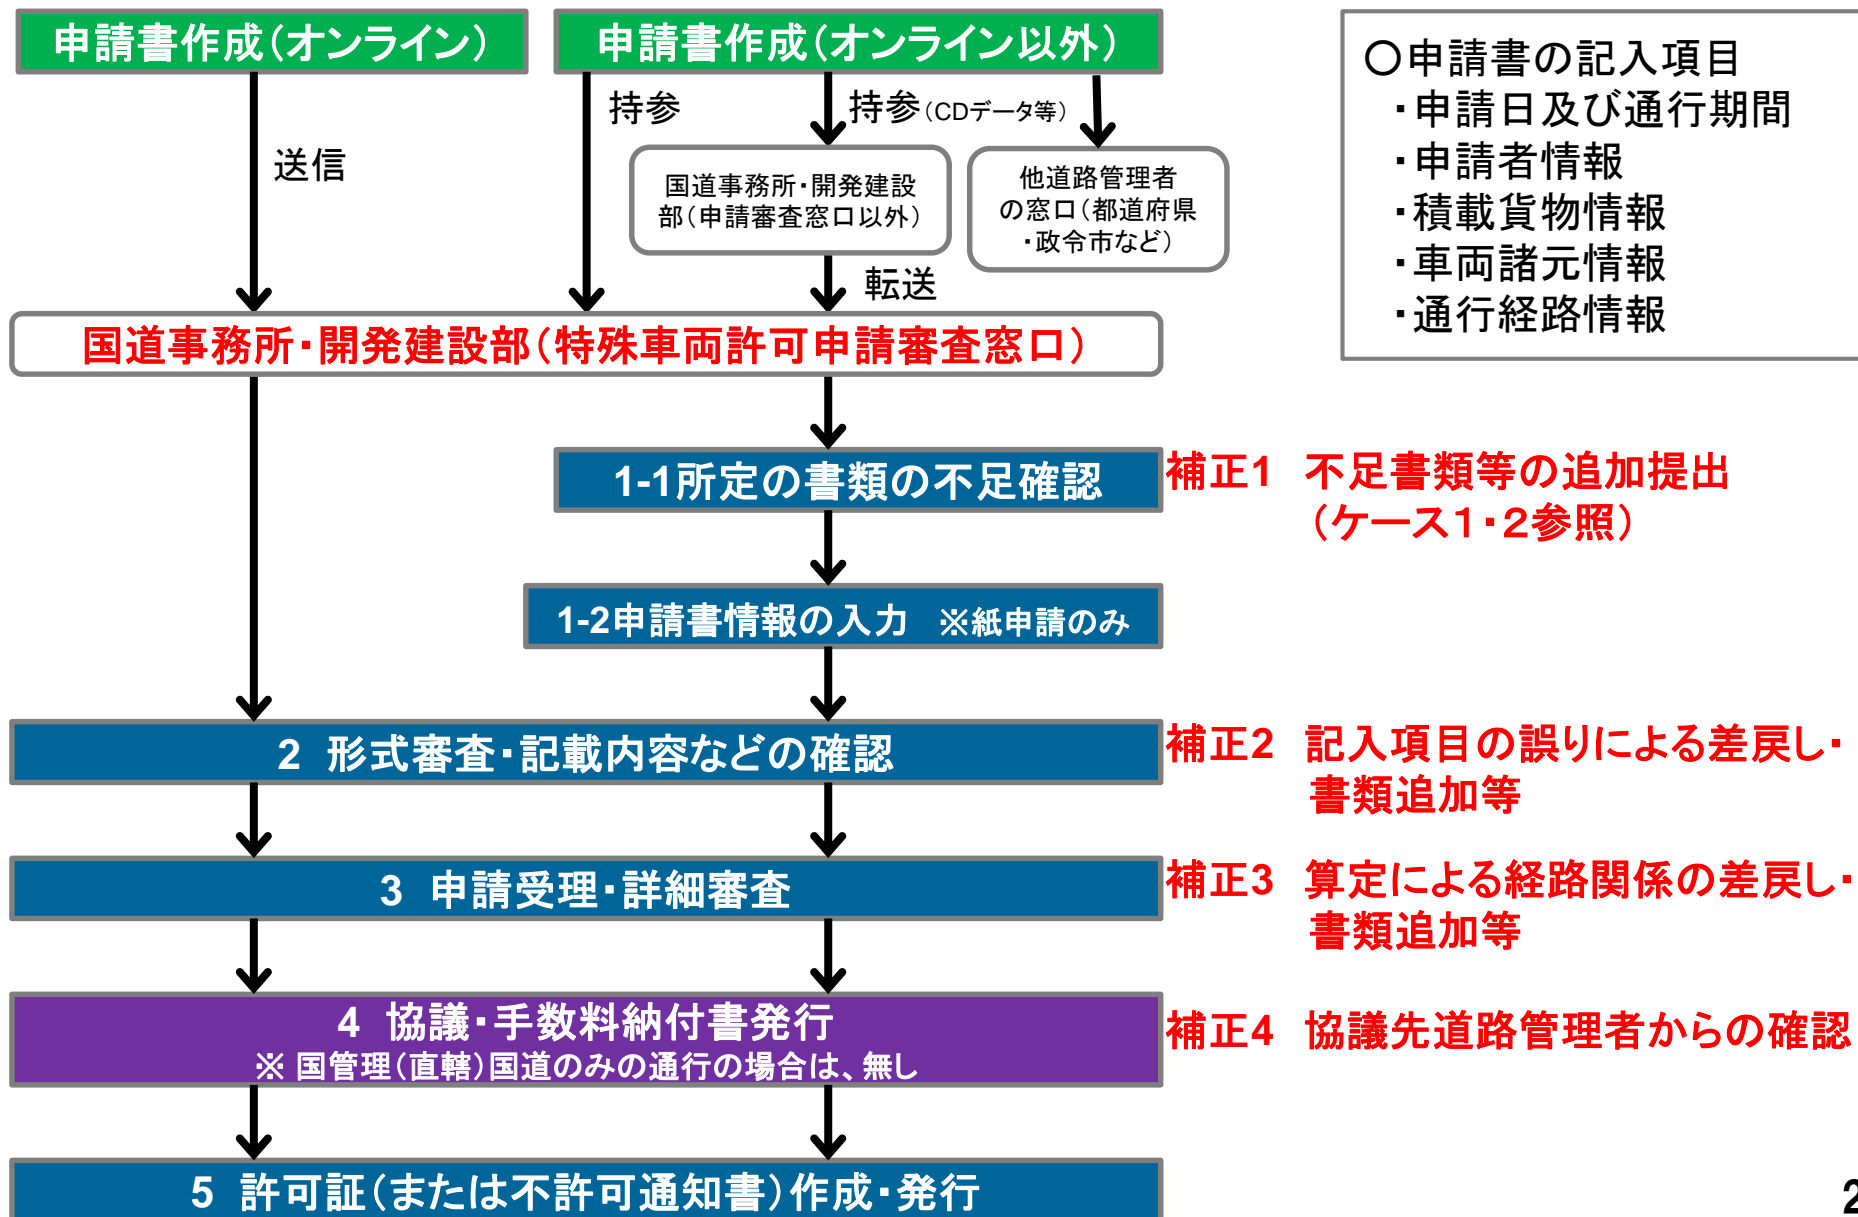 申請書作成(オンライン)
申請書作成(オンライン以外)
送信
持参
持参(CDデータ等)
国道事務所・開発建設
部(申請審査窓口以外)
他道路管理者
の窓口(都道府県
・政令市など)
転送
〇申請書の記入項目
・申請日及び通行期間
・申請者情報
・積載貨物情報
・車両諸元情報
・通行経路情報
国道事務所・開発建設部(特殊車両許可申請審査窓口)
1-1所定の書類の不足確認
補正1 不足書類等の追加提出
(ケース1・2参照)
1-2申請書情報の入力 ※紙申請のみ
2 形式審査・記載内容などの確認
補正2 記入項目の誤りによる差戻し・
書類追加等
3 申請受理・詳細審査
補正3 算定による経路関係の差戻し・
書類追加等
4 協議・手数料納付書発行
※ 国管理(直轄)国道のみの通行の場合は、無し
補正4 協議先道路管理者からの確認
5 許可証(または不許可通知書)作成・発行
2